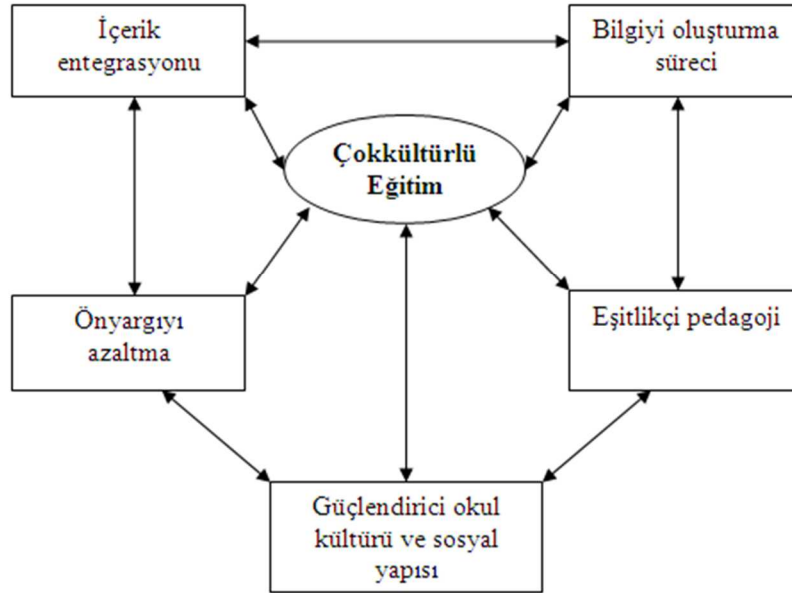 İçerik
entegrasyonu
Bilgiyi oluşturma
süreci
Çokkültürlü
Eğitim
Önyargıyı
azaltma
Eşitlikçi pedagoji
Güçlendirici okul
kültürü ve sosyal
yapısı